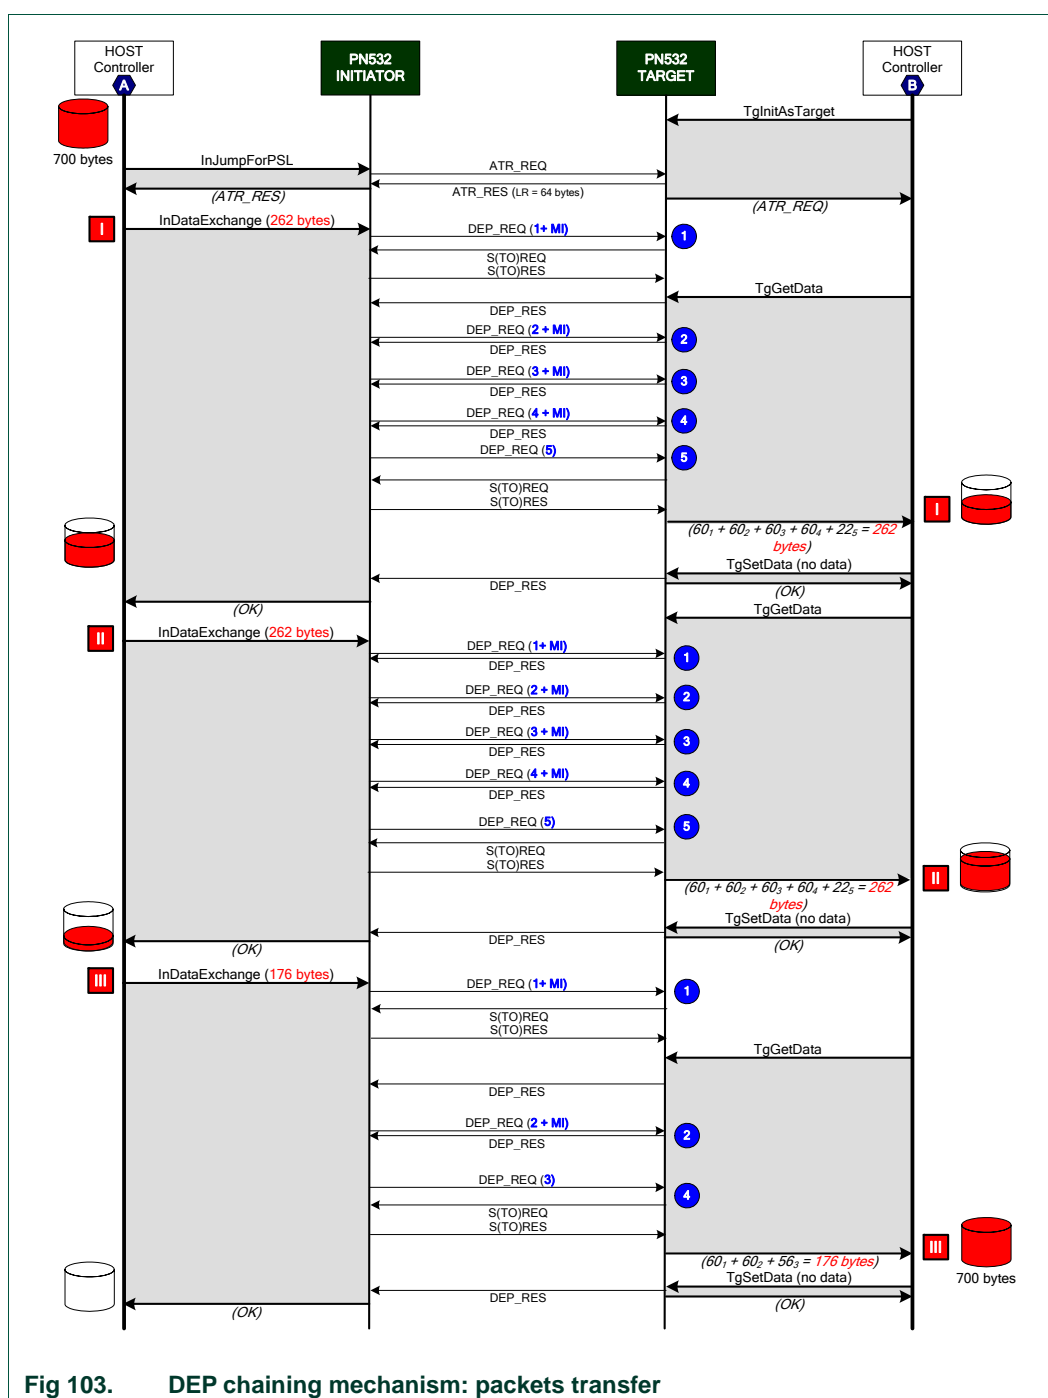 HOST
Controller
A
PN532
INITIATOR
PN532
TARGET
HOST
Controller
B
700 bytes
TgInitAsTarget
InJumpForPSL
ATR_REQ
(ATR_RES)
ATR_RES (LR = 64 bytes)
(ATR_REQ)
I
InDataExchange (262 bytes)
DEP_REQ (1+ MI)
1
S(TO)REQ
S(TO)RES
TgGetData
DEP_RES
DEP_REQ (2 + MI)
2
DEP_RES
DEP_REQ (3 + MI)
3
DEP_RES
DEP_REQ (4 + MI)
4
DEP_RES
DEP_REQ (5)
5
S(TO)REQ
S(TO)RES
I
(60₁ + 60₂ + 60₃ + 60₄ + 22₅ = 262
bytes)
TgSetData (no data)
DEP_RES
(OK)
(OK)
TgGetData
II
InDataExchange (262 bytes)
DEP_REQ (1+ MI)
1
DEP_RES
DEP_REQ (2 + MI)
2
DEP_RES
DEP_REQ (3 + MI)
3
DEP_RES
DEP_REQ (4 + MI)
4
DEP_RES
DEP_REQ (5)
5
S(TO)REQ
S(TO)RES
II
(60₁ + 60₂ + 60₃ + 60₄ + 22₅ = 262
bytes)
TgSetData (no data)
DEP_RES
(OK)
(OK)
III
InDataExchange (176 bytes)
DEP_REQ (1+ MI)
1
S(TO)REQ
S(TO)RES
TgGetData
DEP_RES
DEP_REQ (2 + MI)
2
DEP_RES
DEP_REQ (3)
4
S(TO)REQ
S(TO)RES
III
(60₁ + 60₂ + 56₃ = 176 bytes)
700 bytes
TgSetData (no data)
DEP_RES
(OK)
(OK)
Fig 103. DEP chaining mechanism: packets transfer